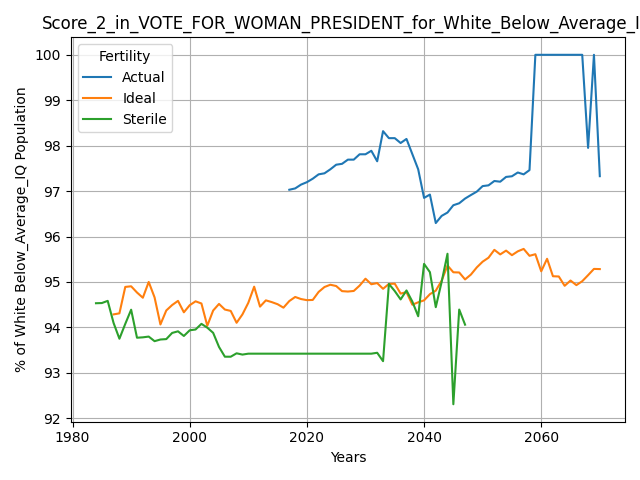 Score_2_in_VOTE_FOR_WOMAN_PRESIDENT_for_White_Below_Average_I
Fertility
Actual
Ideal
Sterile
% of White Below_Average_IQ Population
100
99
98
97
96
95
94
93
92
1980
2000
2020
2040
2060
Years